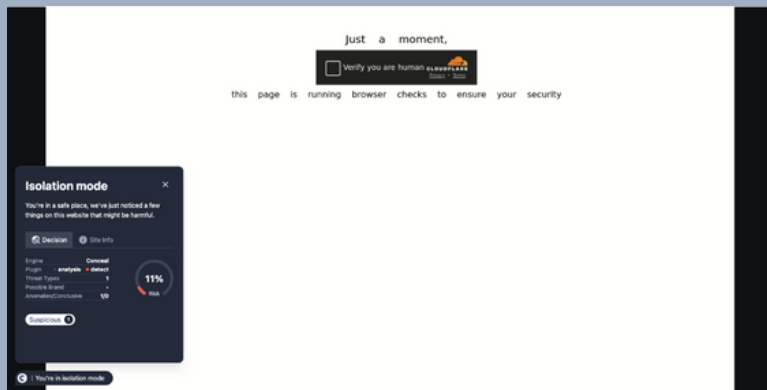 Just a moment,
Verify you are human
CLOUDFLARE
Privacy • Terms
this page is running browser checks to ensure your security
Isolation mode
You're in a safe place, we've just noticed a few
things on this website that might be harmful.
Decision Site Info
Engine Conceal
Plugin • analysis • detect
Threat Types 1
Possible Brand -
Anomalies/Conclusive 1/0
11%
Risk
Suspicious 1
You're in isolation mode